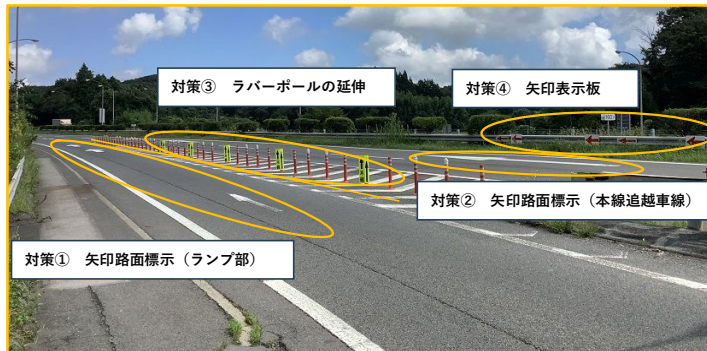 対策③ ラバーポールの延伸
対策④ 矢印表示板
対策② 矢印路面標示（本線追越車線）
対策① 矢印路面標示（ランプ部）